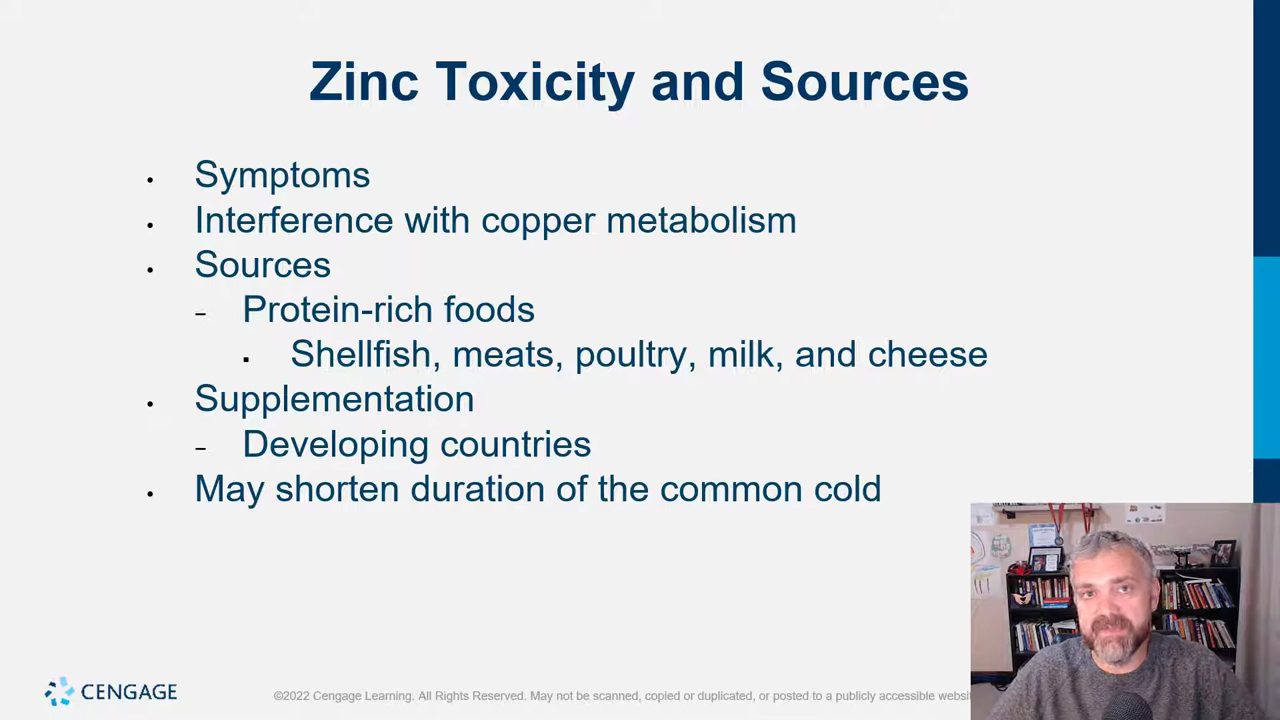 Zinc Toxicity and Sources
• Symptoms
• Interference with copper metabolism
• Sources
– Protein-rich foods
▪ Shellfish, meats, poultry, milk, and cheese
• Supplementation
– Developing countries
• May shorten duration of the common cold
CENGAGE
©2022 Cengage Learning. All Rights Reserved. May not be scanned, copied or duplicated, or posted to a publicly accessible